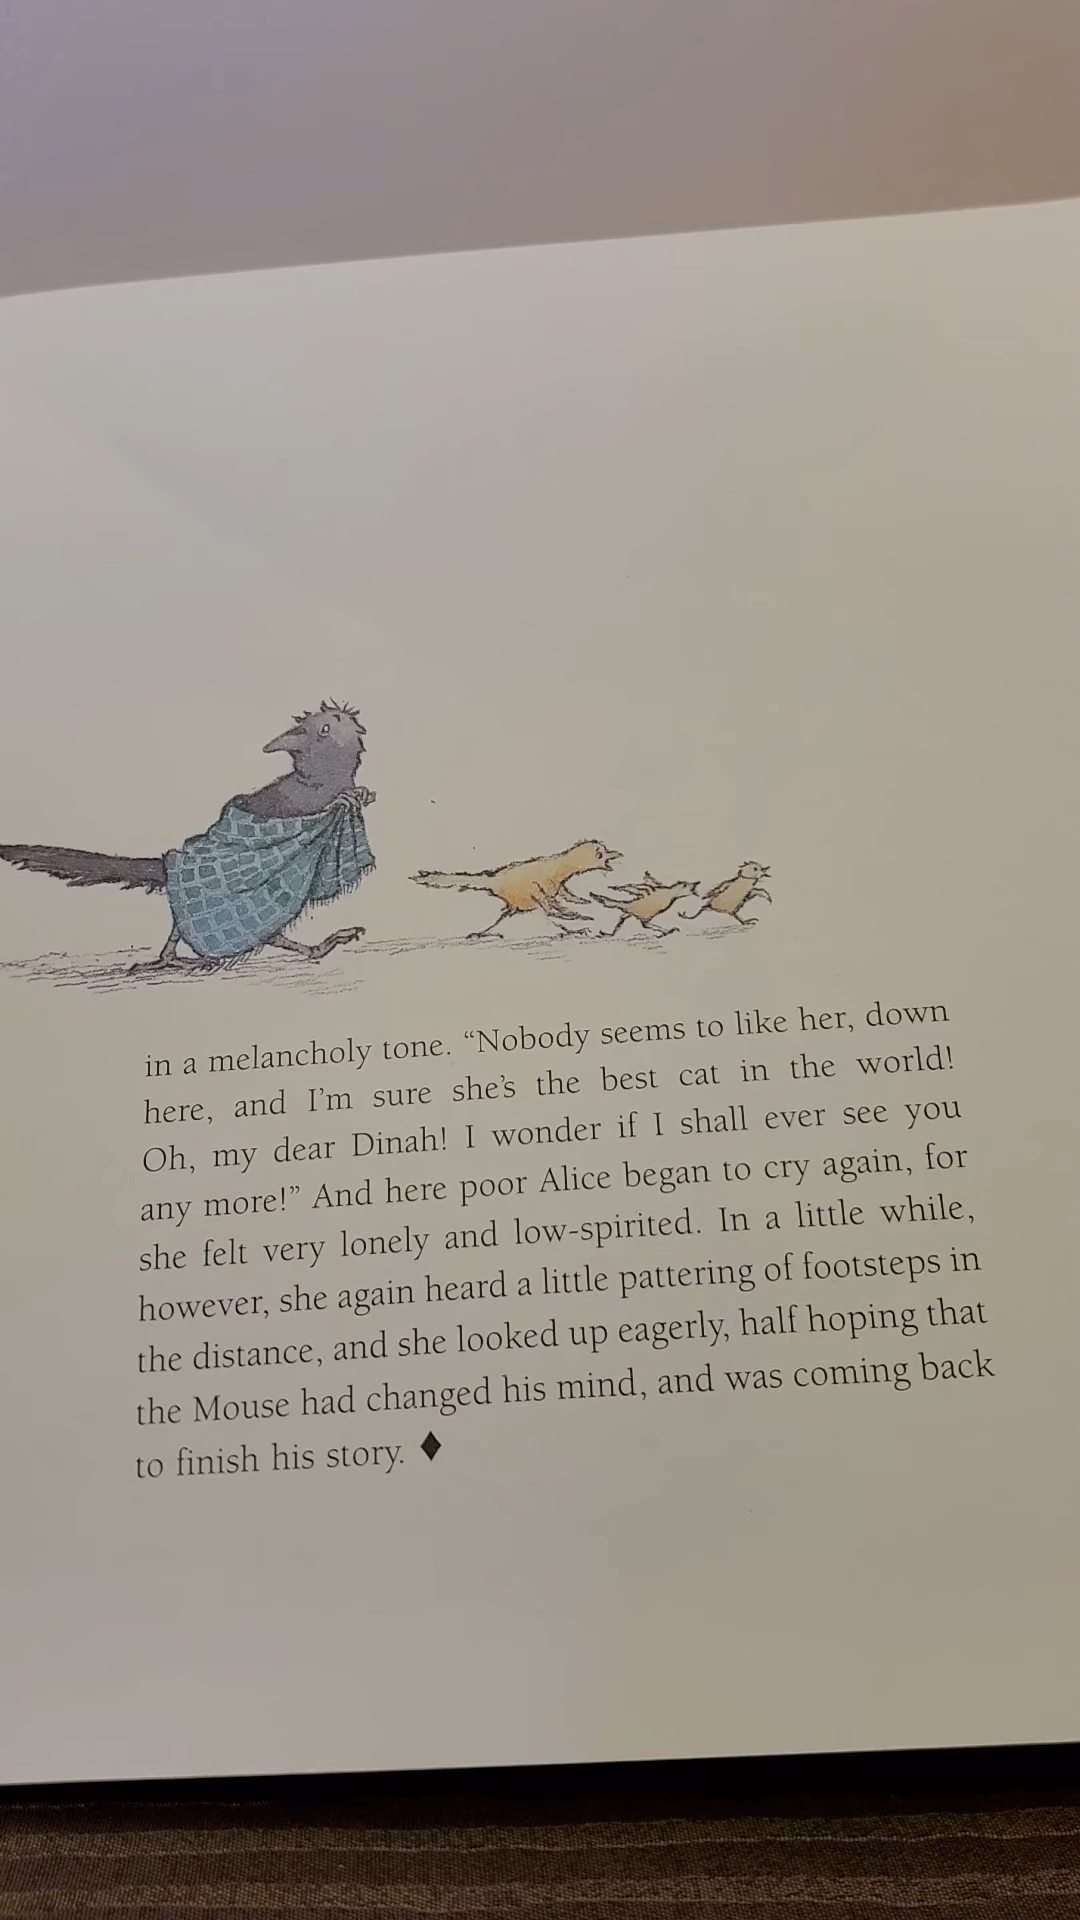 in a melancholy tone. “Nobody seems to like her, down
here, and I’m sure she’s the best cat in the world!
Oh, my dear Dinah! I wonder if I shall ever see you
any more!” And here poor Alice began to cry again, for
she felt very lonely and low-spirited. In a little while,
however, she again heard a little pattering of footsteps in
the distance, and she looked up eagerly, half hoping that
the Mouse had changed his mind, and was coming back
to finish his story. ♦